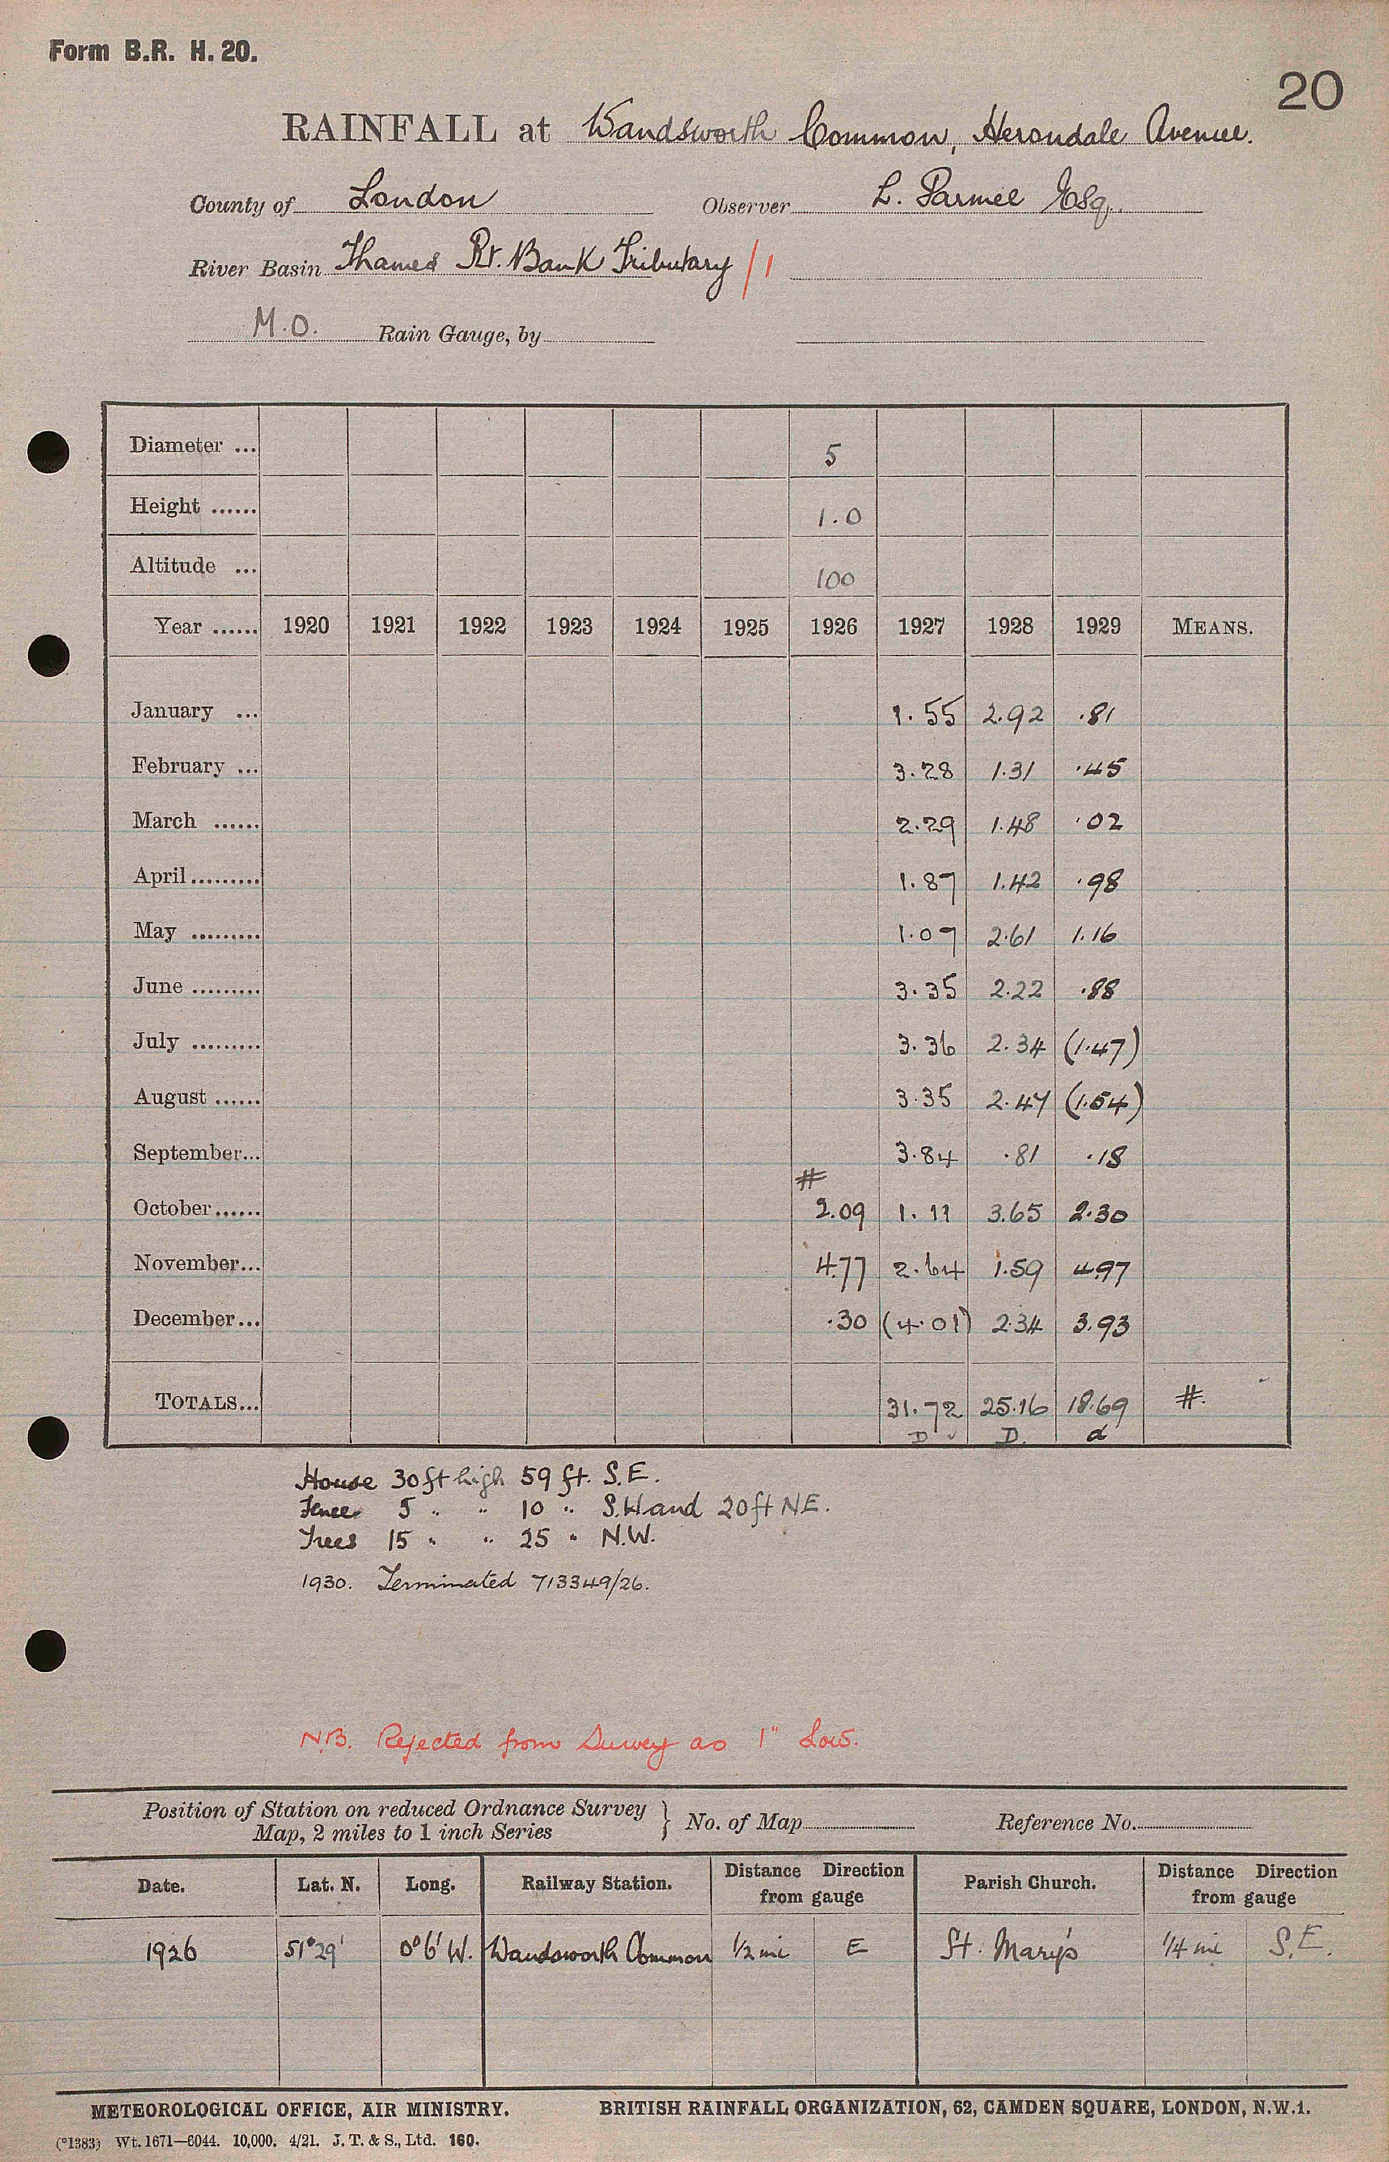 Form B.R. H. 20.
20
RAINFALL at Wandsworth Common, Herondale Avenue.
County of London Observer L. Parmee Esq.
River Basin Thames Rt. Bank Tributary /1
M.O. Rain Gauge, by
Diameter ... 5
Height ...... 1.0
Altitude ... 100
Year ...... 1920 1921 1922 1923 1924 1925 1926 1927 1928 1929 MEANS.
January ... 1.55 2.92 .81
February ... 3.28 1.31 .45
March ...... 2.29 1.48 .02
April ......... 1.87 1.42 .98
May ......... 1.07 2.61 1.16
June ......... 3.35 2.22 .88
July ......... 3.36 2.34 (1.47)
August ...... 3.35 2.47 (1.54)
September... 3.84 .81 .18
#
October ...... 2.09 1.11 3.65 2.30
November... 4.77 2.64 1.59 4.97
December... .30 (4.01) 2.34 3.93
TOTALS... 31.72 25.16 18.69 #
D D. d
House 30ft high 59 ft. S.E.
Fence 5 " " 10 " S.W and 20ft NE.
Trees 15 " " 25 " N.W.
1930. Terminated 713349/26.
N.B. Rejected from Survey as 1" Low.
Position of Station on reduced Ordnance Survey
Map, 2 miles to 1 inch Series } No. of Map Reference No.
Date. Lat. N. Long. Railway Station. Distance Direction from gauge Parish Church. Distance Direction from gauge
1926 51°29' 0°6' W. Wandsworth Common 1/2 mi E St. Mary's 1/4 mi S.E.
METEOROLOGICAL OFFICE, AIR MINISTRY. BRITISH RAINFALL ORGANIZATION, 62, CAMDEN SQUARE, LONDON, N.W.1.
(*1383) Wt. 1671—6044. 10,000. 4/21. J. T. & S., Ltd. 160.